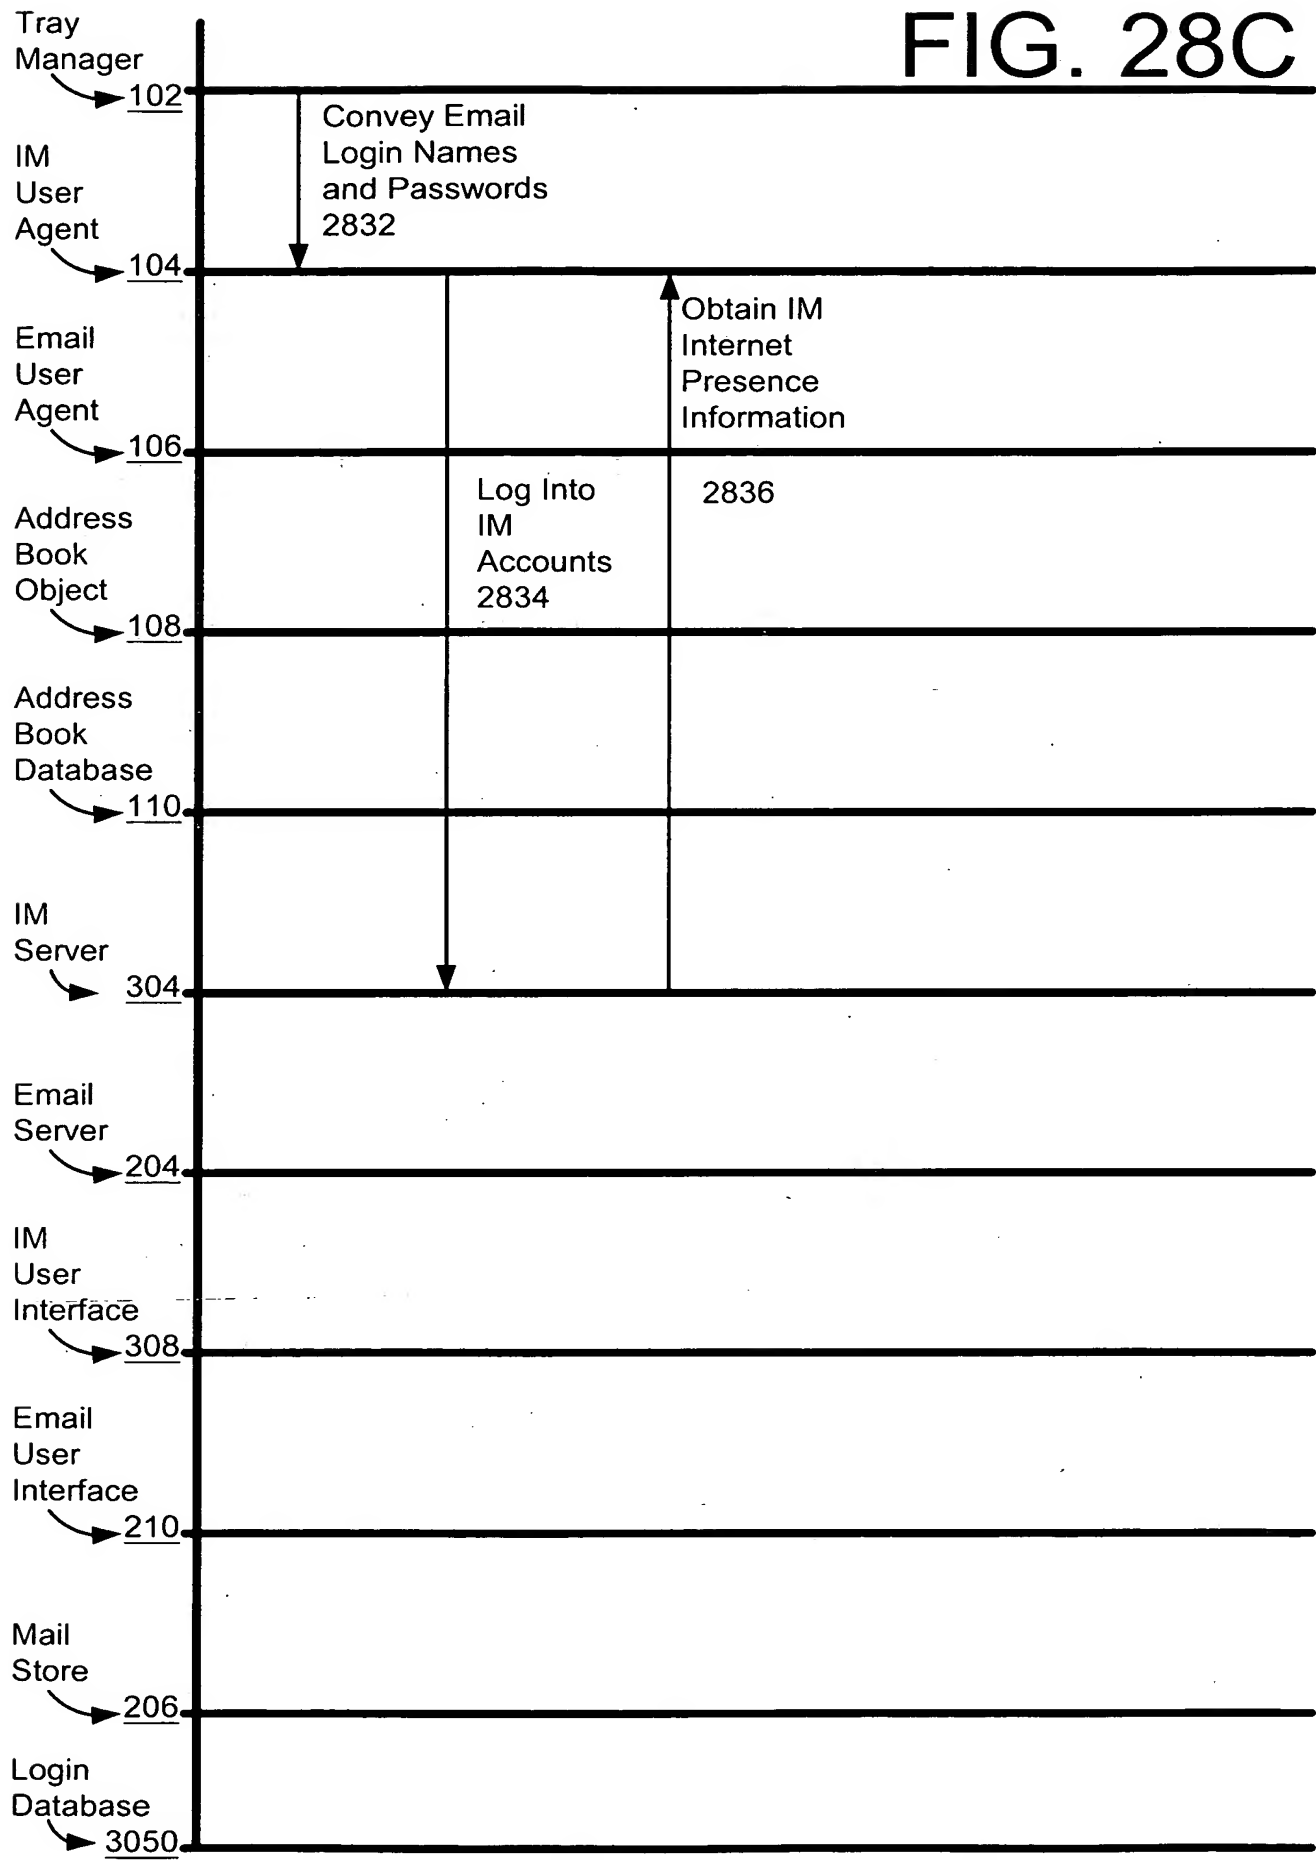 FIG. 28C
Tray
Manager
102
Convey Email
Login Names
and Passwords
2832
IM
User
Agent
104
Obtain IM
Internet
Presence
Information
2836
Email
User
Agent
106
Log Into
IM
Accounts
2834
Address
Book
Object
108
Address
Book
Database
110
IM
Server
304
Email
Server
204
IM
User
Interface
308
Email
User
Interface
210
Mail
Store
206
Login
Database
3050